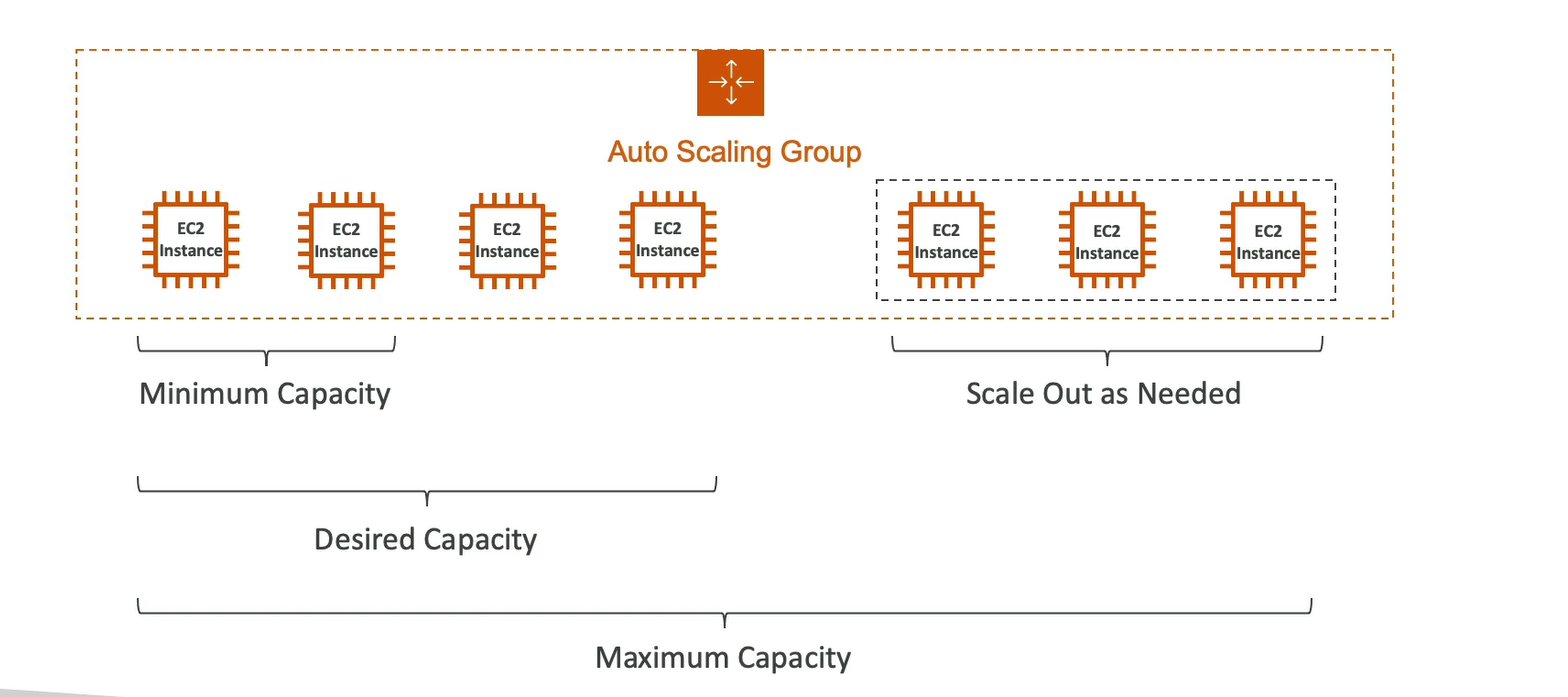 Auto Scaling Group
EC2
Instance
EC2
Instance
EC2
Instance
EC2
Instance
EC2
Instance
EC2
Instance
EC2
Instance
Minimum Capacity
Scale Out as Needed
Desired Capacity
Maximum Capacity